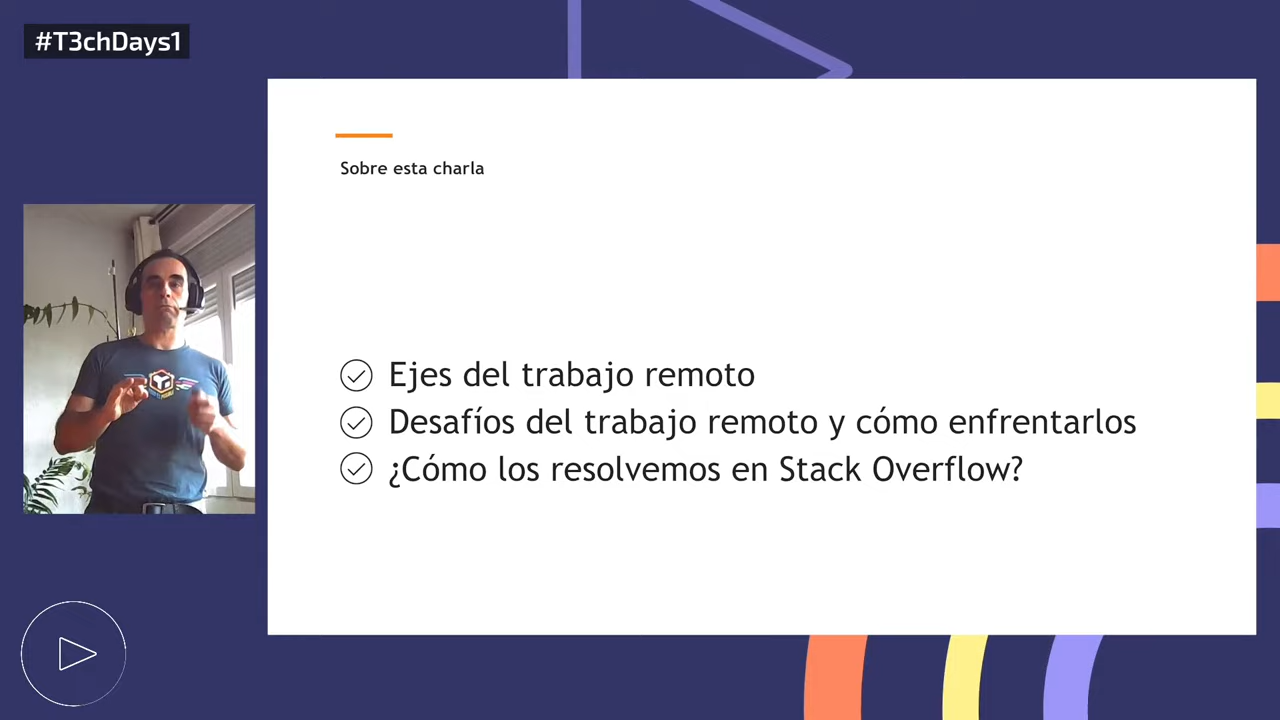 #T3chDays1
Sobre esta charla
Ejes del trabajo remoto
Desafíos del trabajo remoto y cómo enfrentarlos
¿Cómo los resolvemos en Stack Overflow?